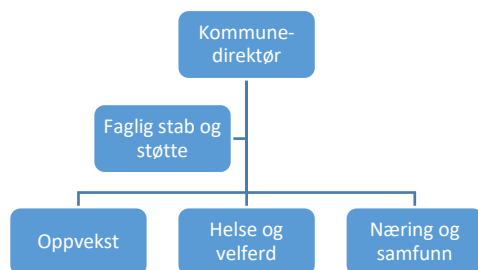 Kommune-
direktør
Faglig stab og
støtte
Oppvekst
Helse og
velferd
Næring og
samfunn